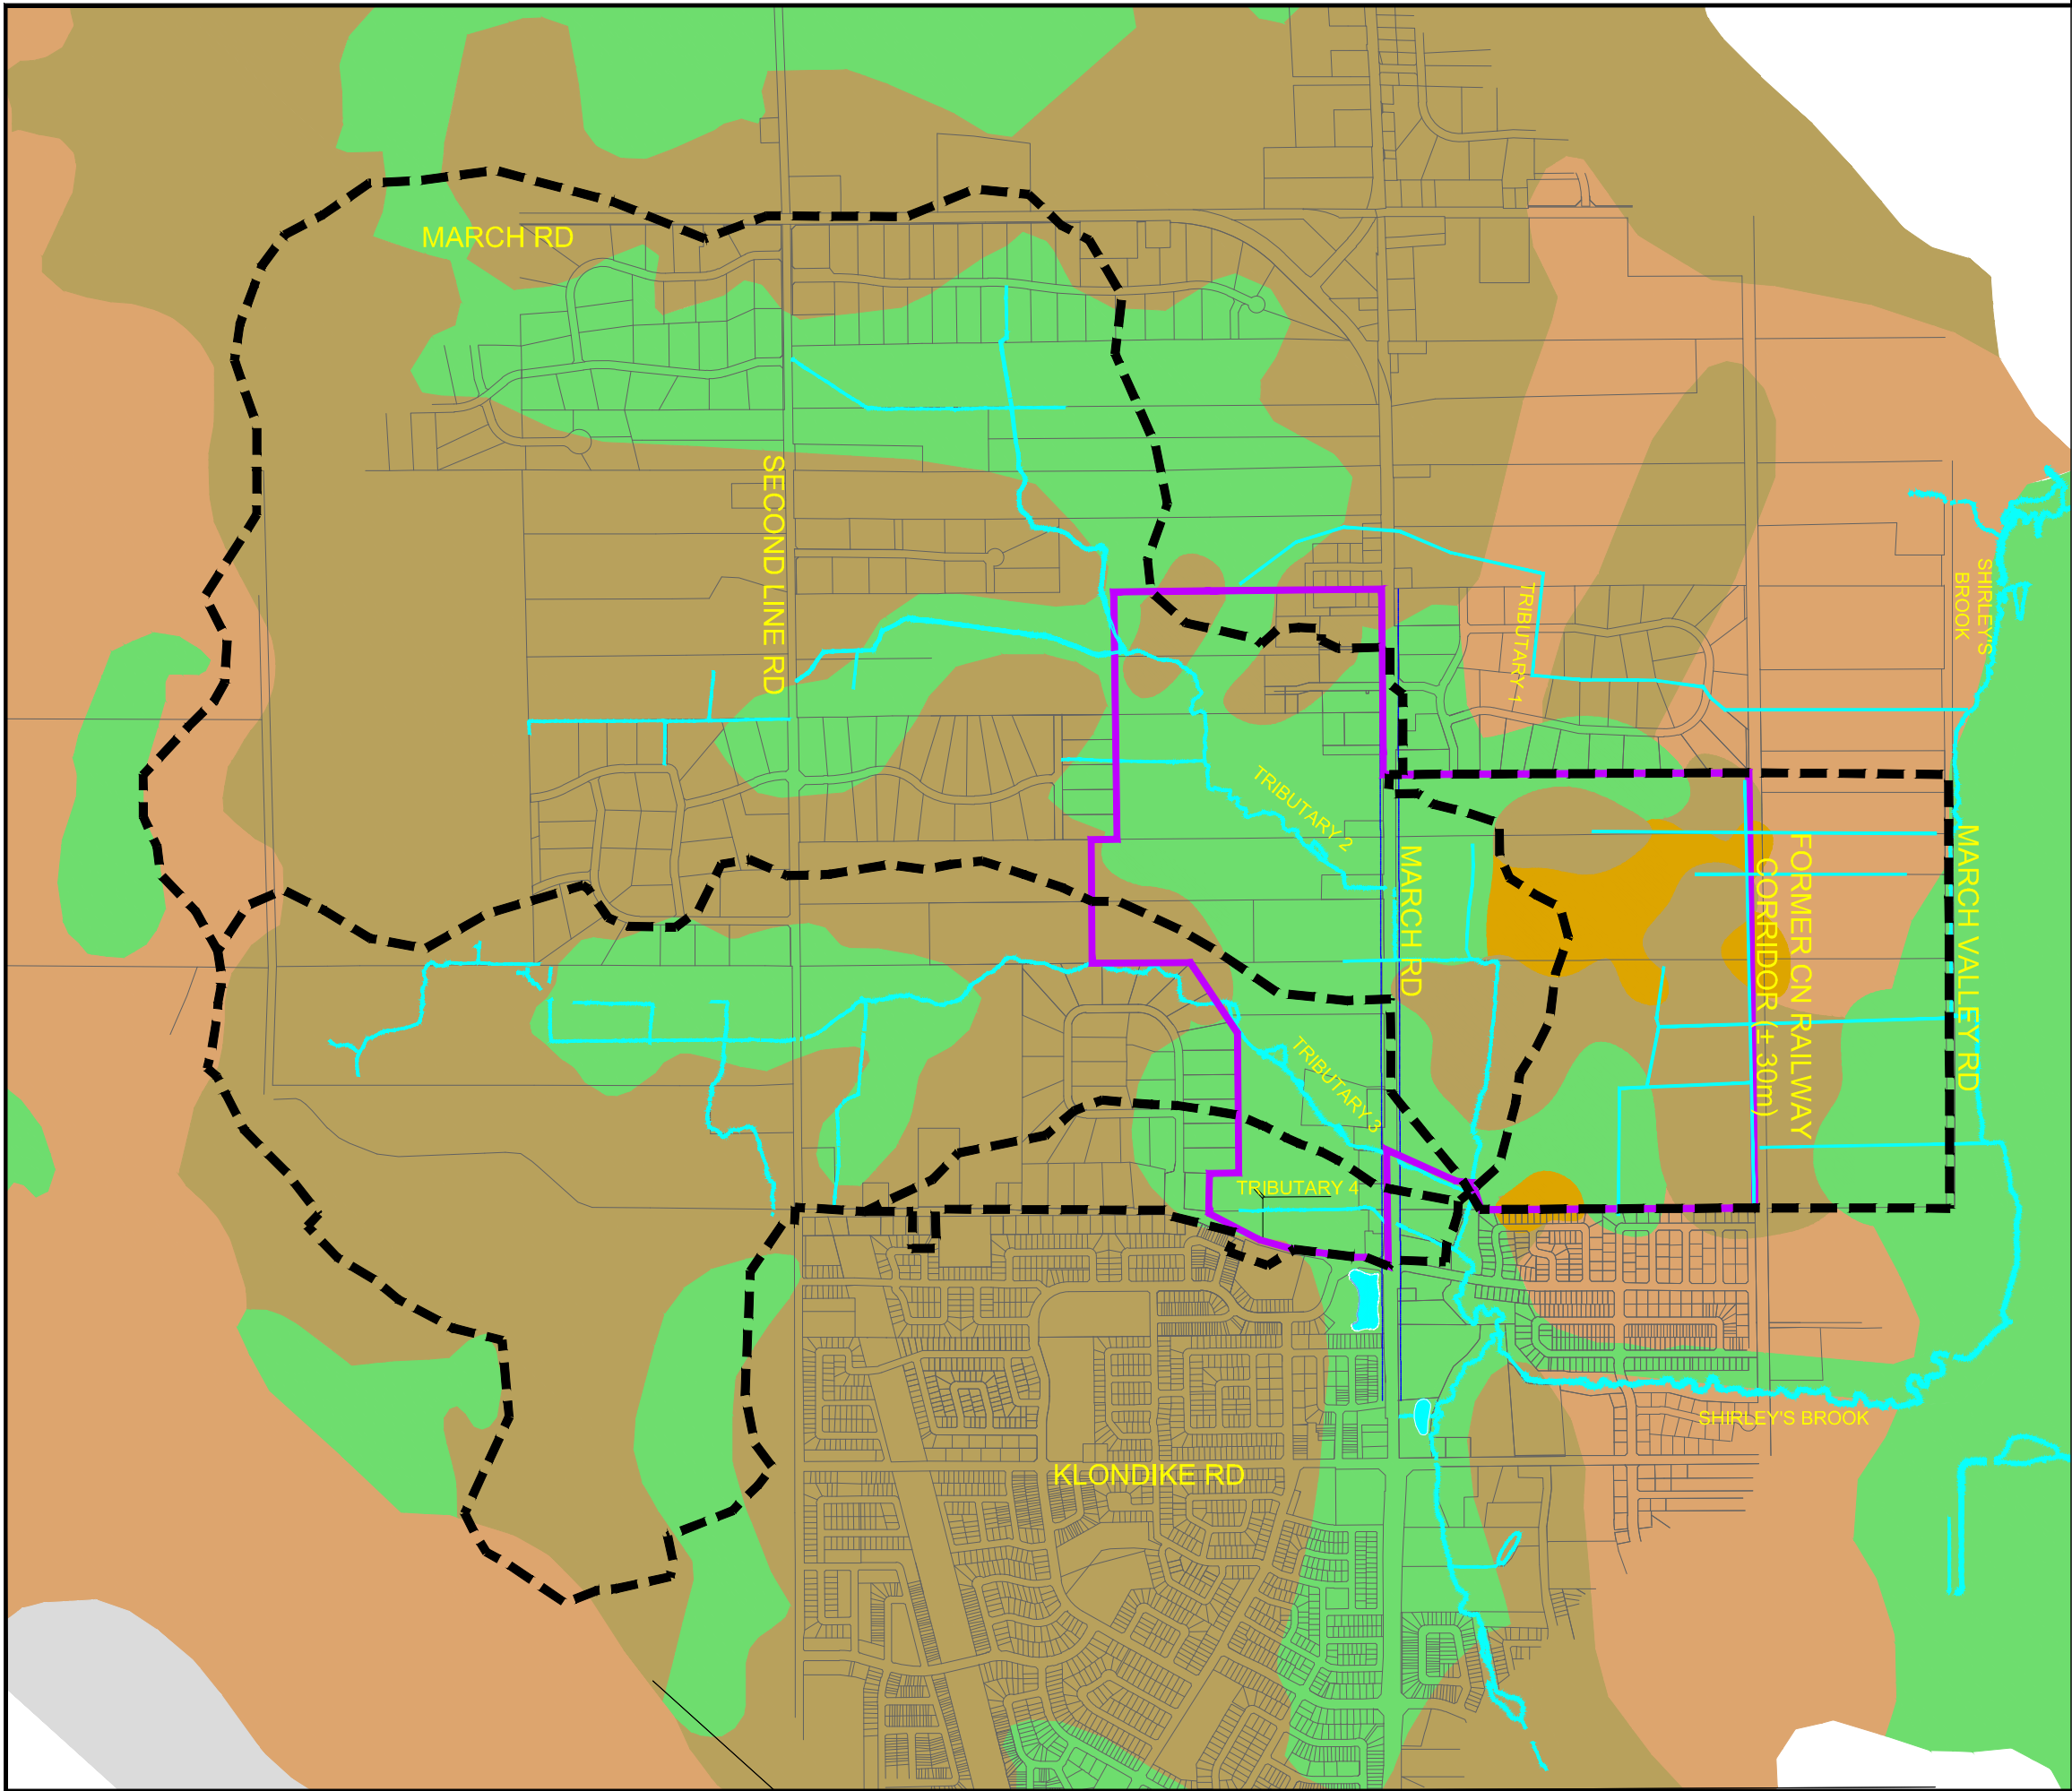 MARCH RD
SECOND LINE RD
TRIBUTARY 1
SHIRLEY'S
BROOK
TRIBUTARY 2
MARCH RD
FORMER CN RAILWAY
CORRIDOR (± 30m)
MARCH VALLEY RD
TRIBUTARY 3
TRIBUTARY 4
SHIRLEY'S BROOK
KLONDIKE RD